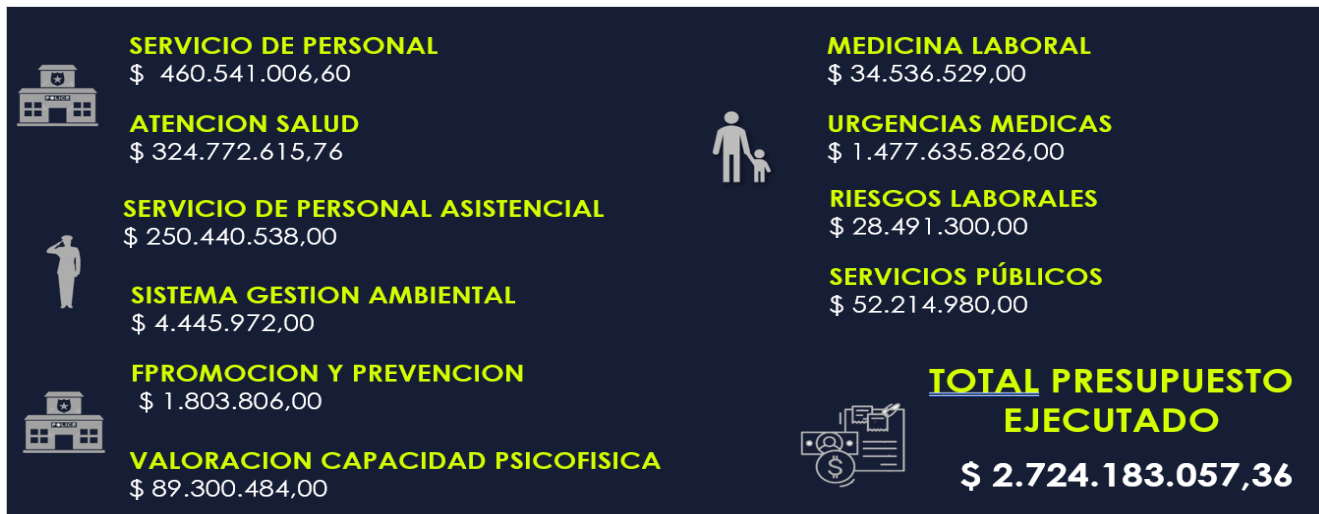 SERVICIO DE PERSONAL
$ 460.541.006,60
ATENCION SALUD
$ 324.772.615,76
SERVICIO DE PERSONAL ASISTENCIAL
$ 250.440.538,00
SISTEMA GESTION AMBIENTAL
$ 4.445.972,00
FPROMOCION Y PREVENCION
$ 1.803.806,00
VALORACION CAPACIDAD PSICOFISICA
$ 89.300.484,00
POLICE
POLICE
MEDICINA LABORAL
$ 34.536.529,00
URGENCIAS MEDICAS
$ 1.477.635.826,00
RIESGOS LABORALES
$ 28.491.300,00
SERVICIOS PÚBLICOS
$ 52.214.980,00
TOTAL PRESUPUESTO
EJECUTADO
$ 2.724.183.057,36
$